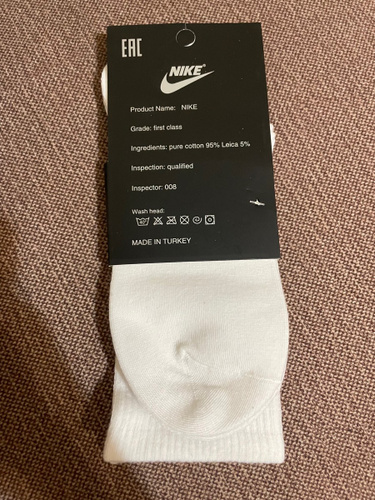 EAC
NIKE
Product Name: NIKE
Grade: first class
Ingredients: pure cotton 95% Leica 5%
Inspection: qualified
Inspector: 008
Wash head:
MADE IN TURKEY